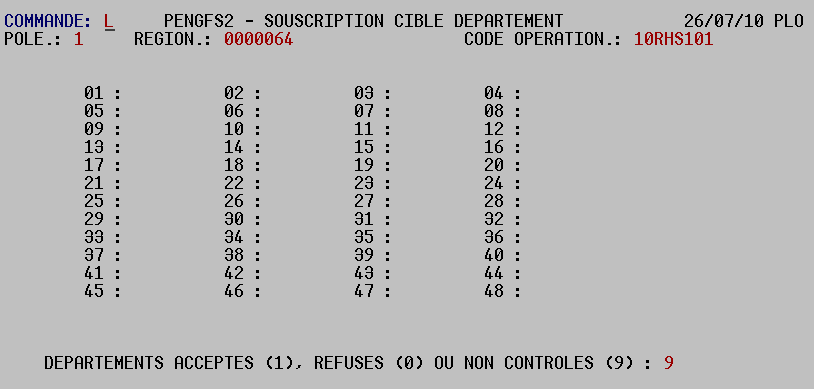 COMMANDE: L PENGFS2 - SOUSCRIPTION CIBLE DEPARTEMENT 26/07/10 PLO
POLE.: 1 REGION.: 0000064 CODE OPERATION.: 10RHS101
01 : 02 : 03 : 04 :
05 : 06 : 07 : 08 :
09 : 10 : 11 : 12 :
13 : 14 : 15 : 16 :
17 : 18 : 19 : 20 :
21 : 22 : 23 : 24 :
25 : 26 : 27 : 28 :
29 : 30 : 31 : 32 :
33 : 34 : 35 : 36 :
37 : 38 : 39 : 40 :
41 : 42 : 43 : 44 :
45 : 46 : 47 : 48 :
DEPARTEMENTS ACCEPTES (1), REFUSES (0) OU NON CONTROLES (9) : 9